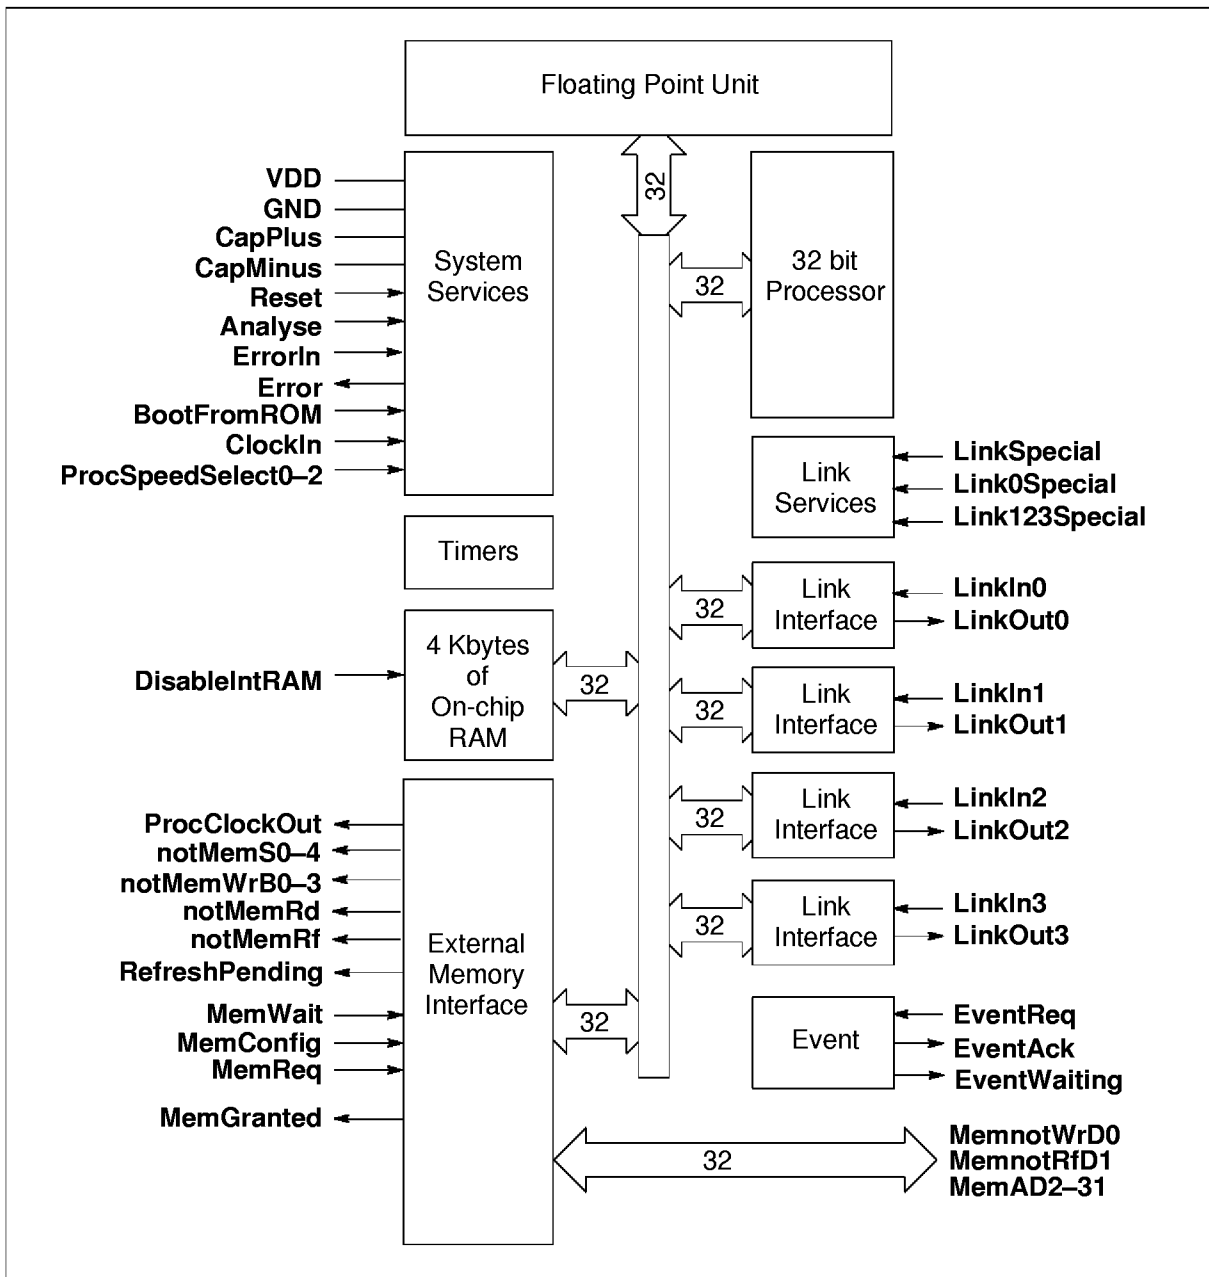 Floating Point Unit
32
VDD
GND
CapPlus
CapMinus
Reset
Analyse
ErrorIn
Error
BootFromROM
ClockIn
ProcSpeedSelect0–2
System
Services
32
32 bit
Processor
Link
Services
LinkSpecial
Link0Special
Link123Special
Timers
32
Link
Interface
LinkIn0
LinkOut0
DisableIntRAM
4 Kbytes
of
On-chip
RAM
32
32
Link
Interface
LinkIn1
LinkOut1
32
Link
Interface
LinkIn2
LinkOut2
32
Link
Interface
LinkIn3
LinkOut3
ProcClockOut
notMemS0–4
notMemWrB0–3
notMemRd
notMemRf
RefreshPending
MemWait
MemConfig
MemReq
MemGranted
External
Memory
Interface
32
Event
EventReq
EventAck
EventWaiting
32
MemnotWrD0
MemnotRfD1
MemAD2–31